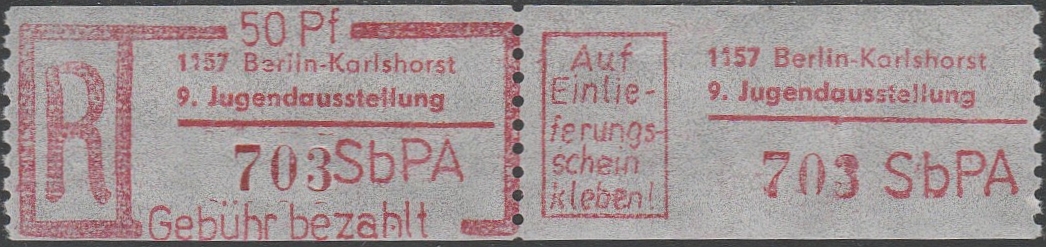 50 Pf
R
1157 Berlin-Karlshorst
9. Jugendausstellung
703 SbPA
Gebühr bezahlt
Auf
Einlie-
ferungs-
schein
kleben!
1157 Berlin-Karlshorst
9. Jugendausstellung
703 SbPA